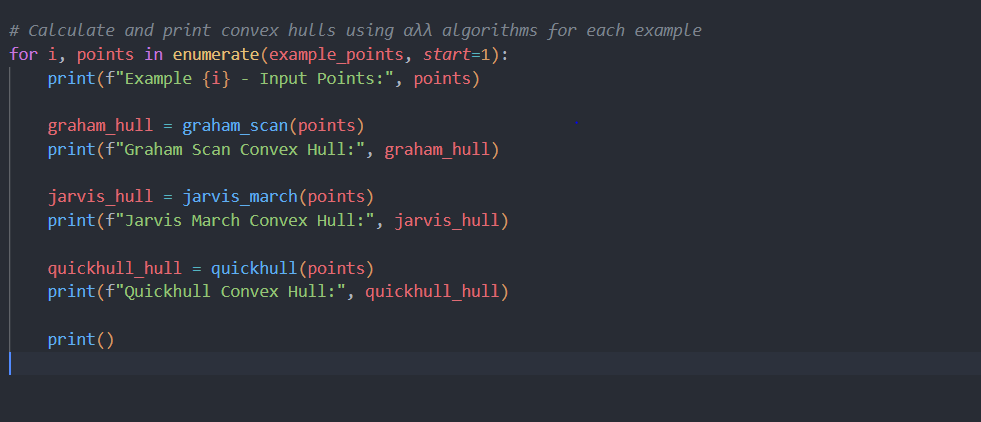 # Calculate and print convex hulls using αλλ algorithms for each example
for i, points in enumerate(example_points, start=1):
    print(f"Example {i} - Input Points:", points)
    graham_hull = graham_scan(points)
    print(f"Graham Scan Convex Hull:", graham_hull)
    jarvis_hull = jarvis_march(points)
    print(f"Jarvis March Convex Hull:", jarvis_hull)
    quickhull_hull = quickhull(points)
    print(f"Quickhull Convex Hull:", quickhull_hull)
    print()